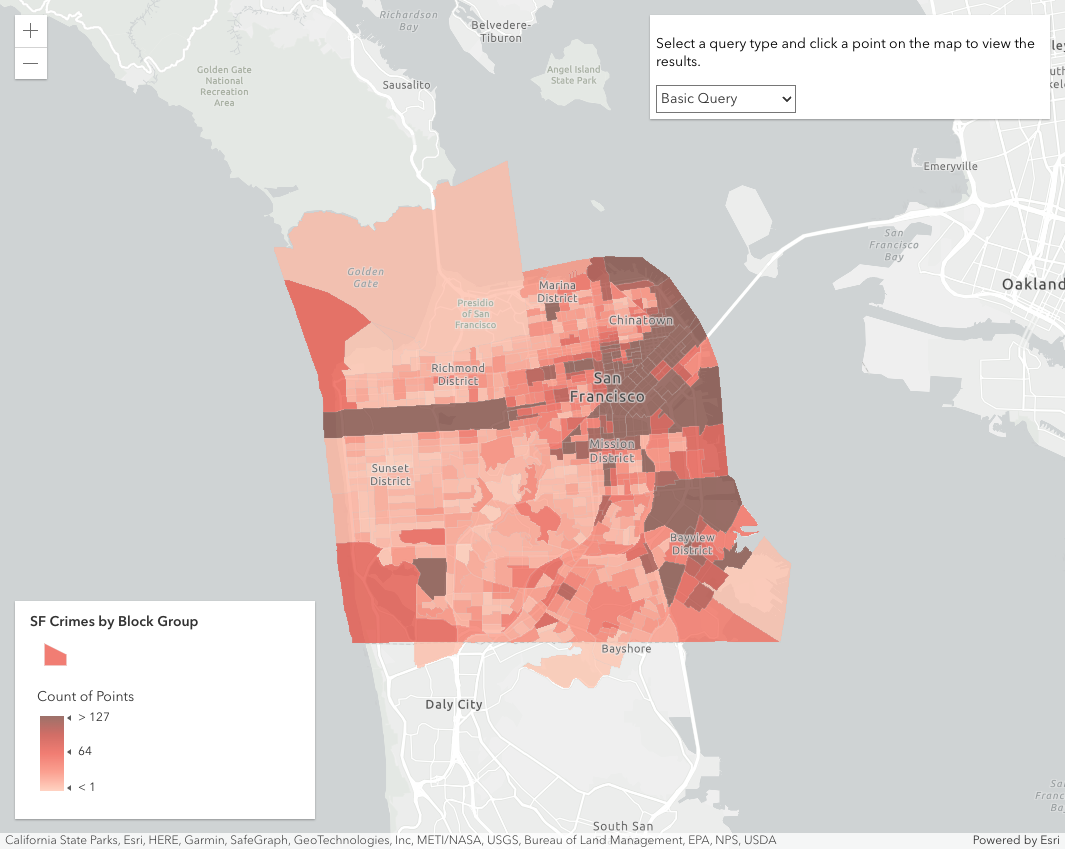 Richardson
Bay
Belvedere-
Tiburon
Golden Gate
National
Recreation
Area
Sausalito
Angel Island
State Park
Select a query type and click a point on the map to view the
results.
Basic Query
Emeryville
San
Francisco
Bay
Oakland
Golden
Gate
Marina
District
Presidio
of San
Francisco
Chinatown
Richmond
District
San
Francisco
Mission
District
Sunset
District
Bayview
District
SF Crimes by Block Group
Count of Points
> 127
64
< 1
Bayshore
Daly City
South San
California State Parks, Esri, HERE, Garmin, SafeGraph, GeoTechnologies, Inc, METI/NASA, USGS, Bureau of Land Management, EPA, NPS, USDA
Powered by Esri